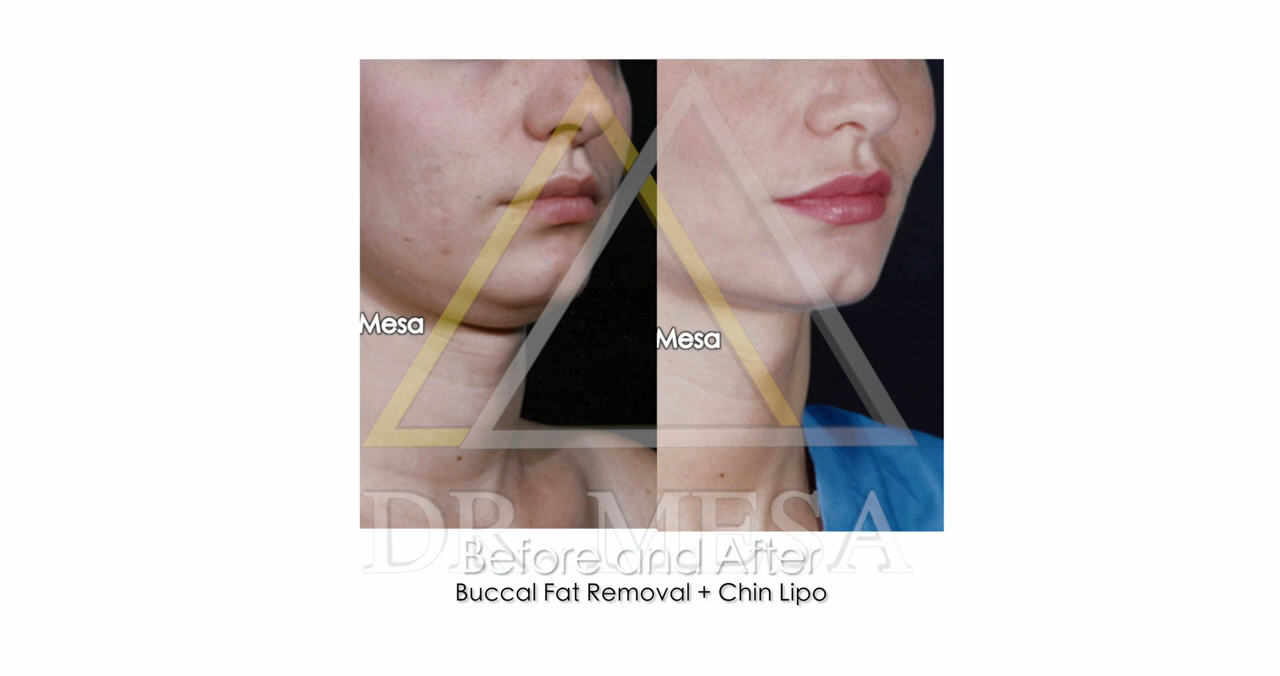 Mesa
Mesa
DR. MESA
Before and After
Buccal Fat Removal + Chin Lipo